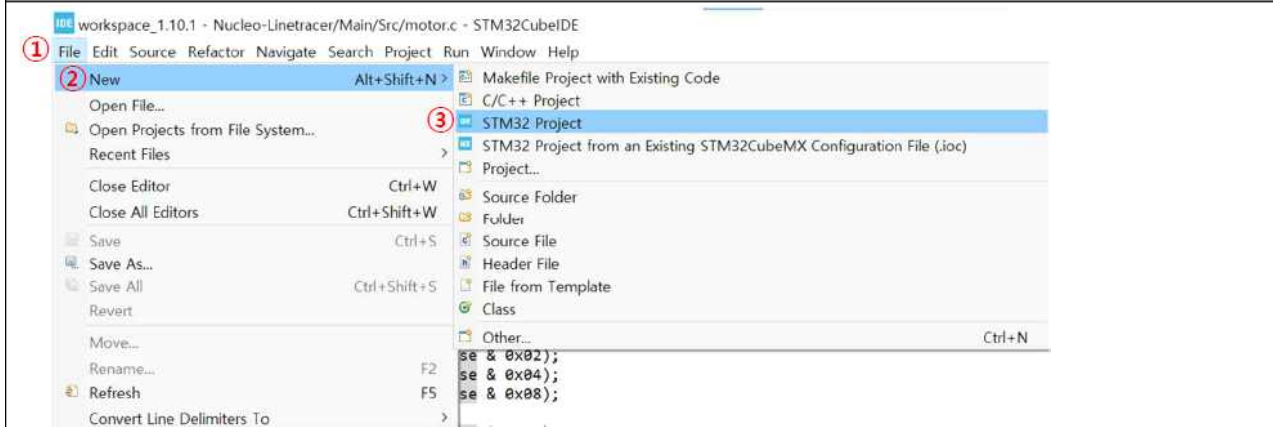 IDE workspace_1.10.1 - Nucleo-Linetracer/Main/Src/motor.c - STM32CubeIDE
① File Edit Source Refactor Navigate Search Project Run Window Help
② New Alt+Shift+N >
Open File...
Open Projects from File System...
Recent Files >
Close Editor Ctrl+W
Close All Editors Ctrl+Shift+W
Save Ctrl+S
Save As...
Save All Ctrl+Shift+S
Revert
Move...
Rename... F2
Refresh F5
Convert Line Delimiters To >
Makefile Project with Existing Code
C/C++ Project
③ IDE STM32 Project
MX STM32 Project from an Existing STM32CubeMX Configuration File (.ioc)
Project...
Source Folder
Folder
Source File
Header File
File from Template
Class
Other... Ctrl+N
se & 0x02);
se & 0x04);
se & 0x08);